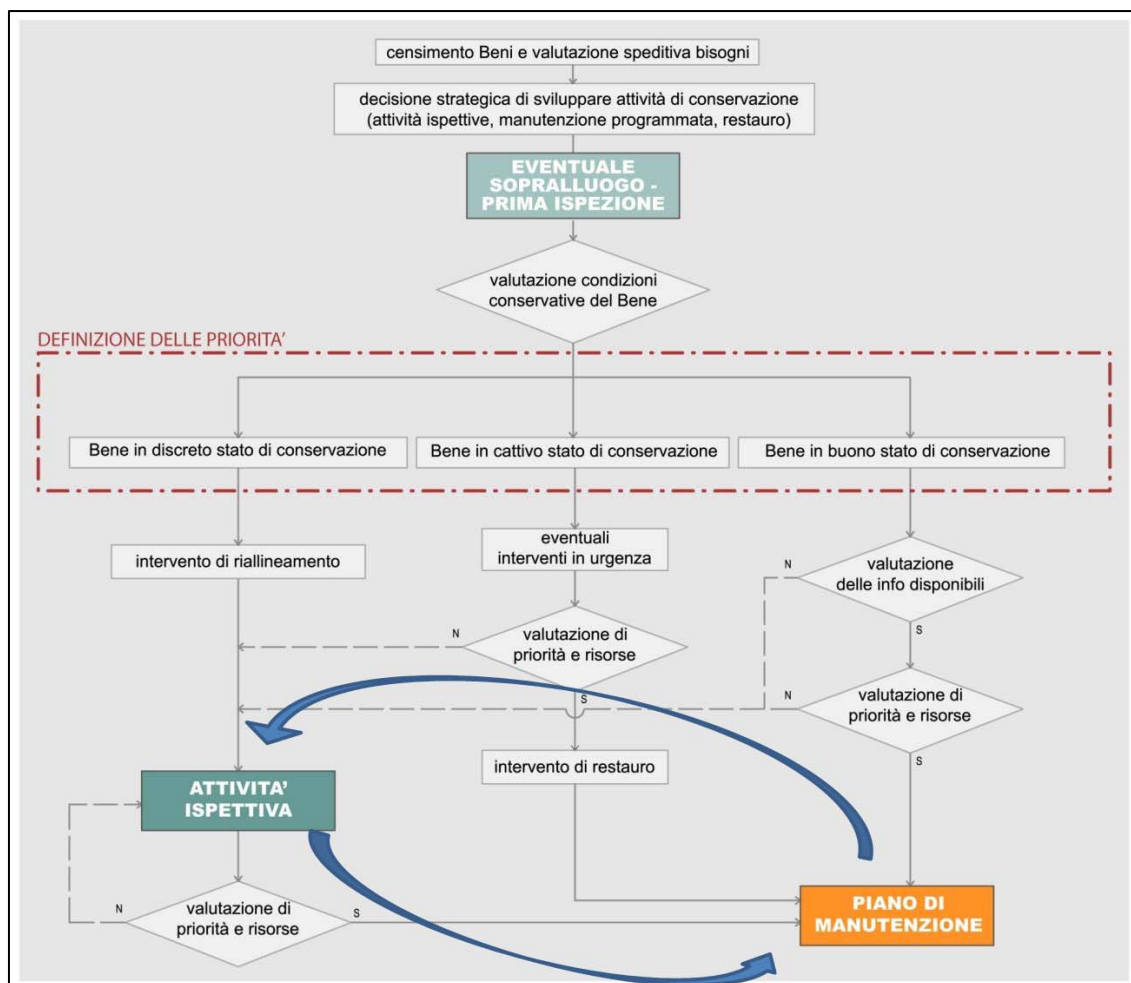 censimento Beni e valutazione speditiva bisogni
decisione strategica di sviluppare attività di conservazione
(attività ispettive, manutenzione programmata, restauro)
EVENTUALE
SOPRALLUOGO -
PRIMA ISPEZIONE
valutazione condizioni
conservative del Bene
DEFINIZIONE DELLE PRIORITA'
Bene in discreto stato di conservazione
Bene in cattivo stato di conservazione
Bene in buono stato di conservazione
intervento di riallineamento
eventuali
interventi in urgenza
N
valutazione
delle info disponibili
S
N
valutazione di
priorità e risorse
S
N
valutazione di
priorità e risorse
S
intervento di restauro
ATTIVITA'
ISPETTIVA
N
valutazione di
priorità e risorse
S
PIANO DI
MANUTENZIONE